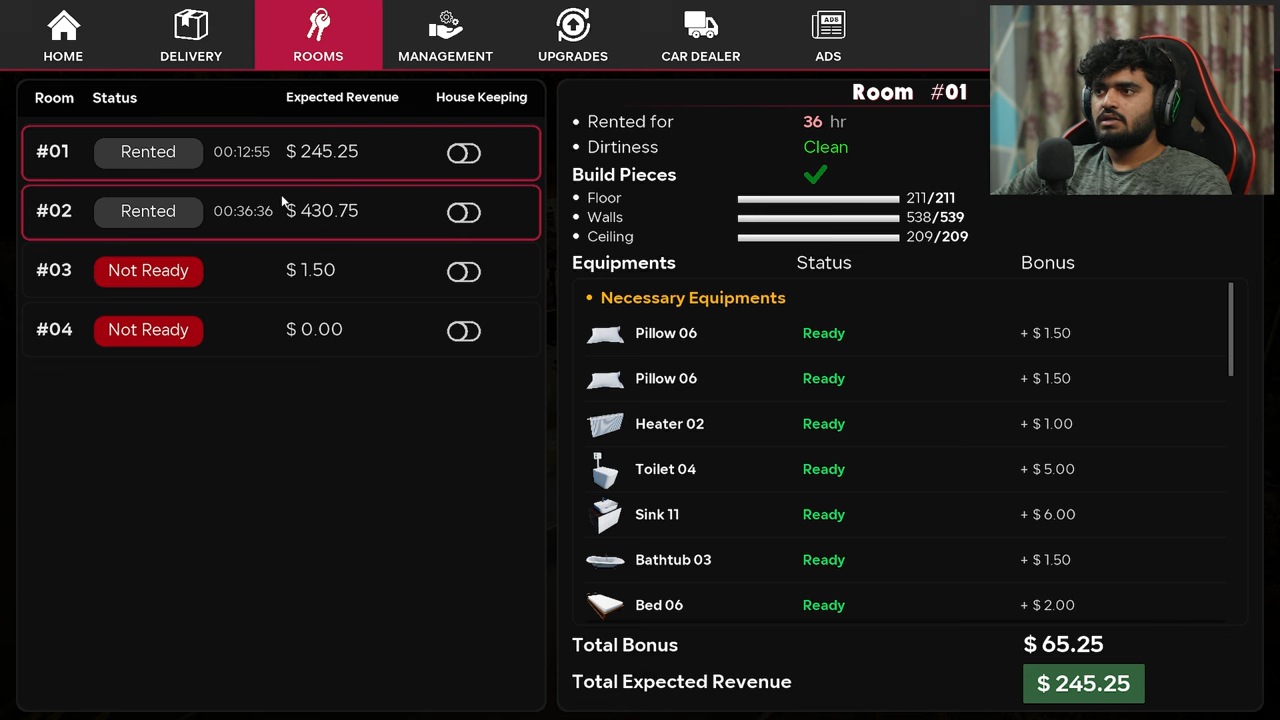 HOME DELIVERY ROOMS MANAGEMENT UPGRADES CAR DEALER ADS
Room Status Expected Revenue House Keeping
#01 Rented 00:12:55 $ 245.25
#02 Rented 00:36:36 $ 430.75
#03 Not Ready $ 1.50
#04 Not Ready $ 0.00
Room #01
• Rented for 36 hr
• Dirtiness Clean
Build Pieces
• Floor 211/211
• Walls 538/539
• Ceiling 209/209
Equipments Status Bonus
• Necessary Equipments
Pillow 06 Ready + $ 1.50
Pillow 06 Ready + $ 1.50
Heater 02 Ready + $ 1.00
Toilet 04 Ready + $ 5.00
Sink 11 Ready + $ 6.00
Bathtub 03 Ready + $ 1.50
Bed 06 Ready + $ 2.00
Total Bonus $ 65.25
Total Expected Revenue $ 245.25